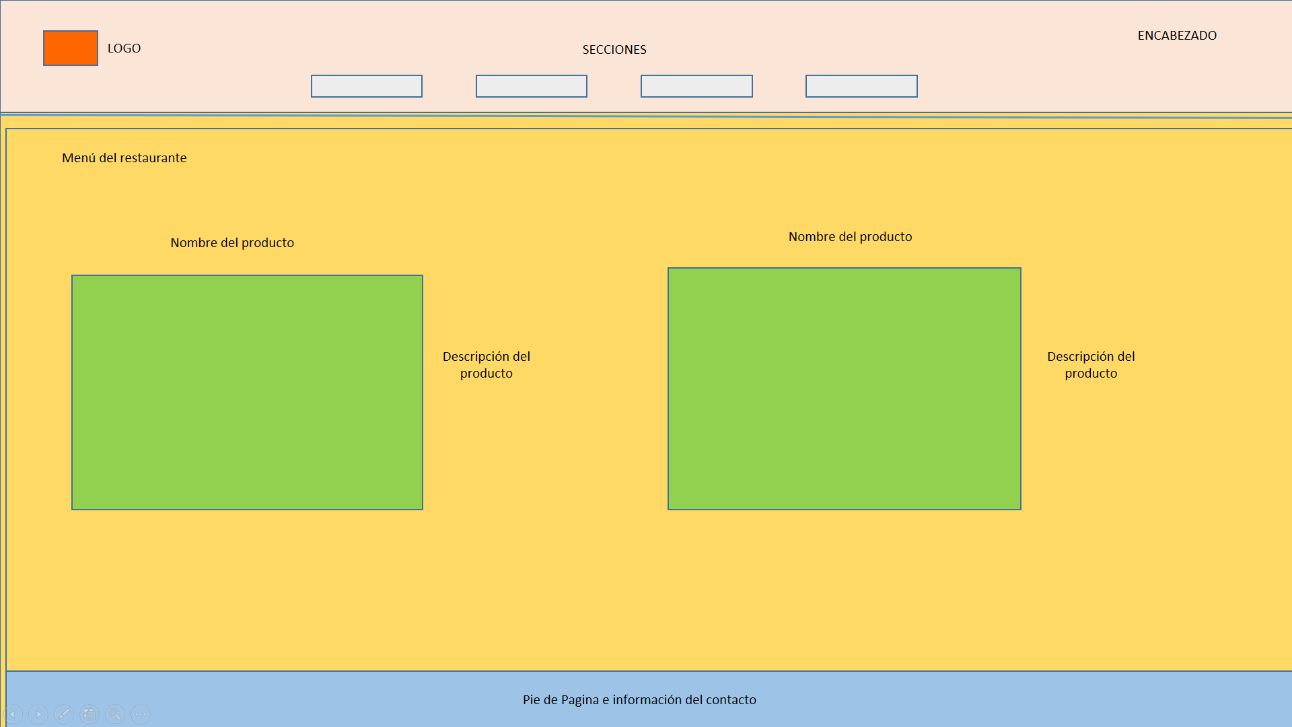 LOGO
SECCIONES
ENCABEZADO
Menú del restaurante
Nombre del producto
Nombre del producto
Descripción del
producto
Descripción del
producto
Pie de Pagina e información del contacto